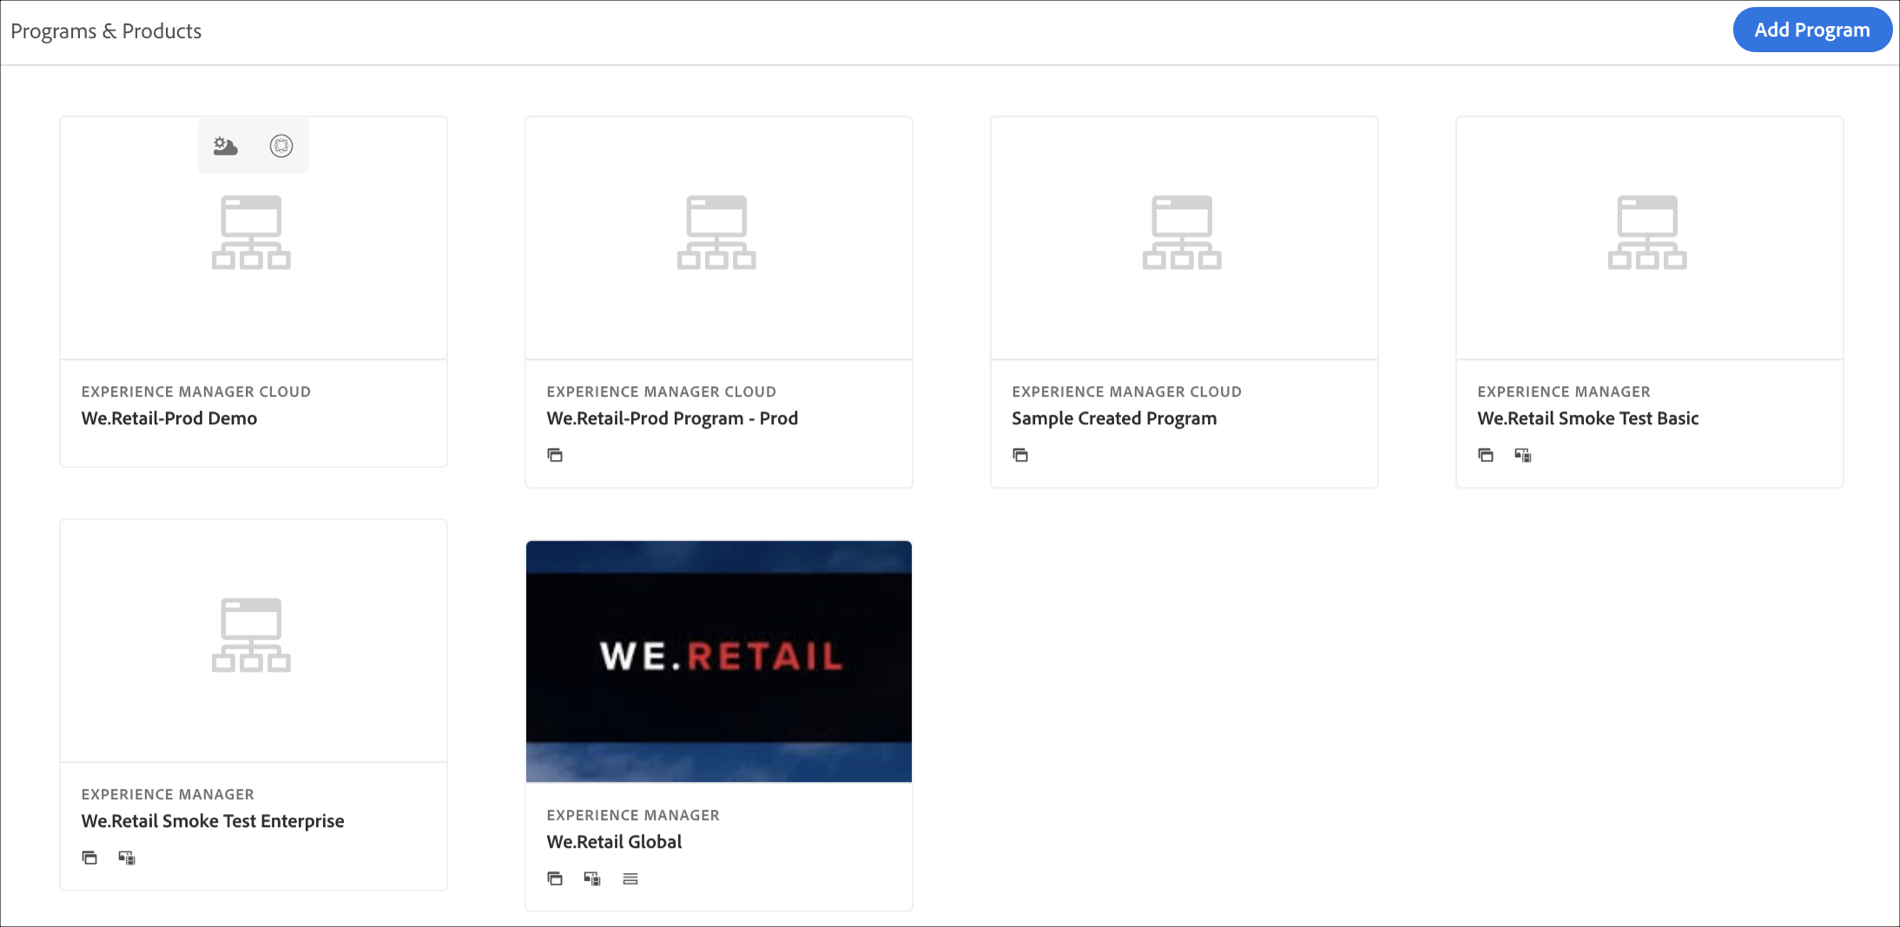 Programs & Products
Add Program
EXPERIENCE MANAGER CLOUD
We.Retail-Prod Demo
EXPERIENCE MANAGER CLOUD
We.Retail-Prod Program - Prod
EXPERIENCE MANAGER CLOUD
Sample Created Program
EXPERIENCE MANAGER
We.Retail Smoke Test Basic
EXPERIENCE MANAGER
We.Retail Smoke Test Enterprise
WE.RETAIL
EXPERIENCE MANAGER
We.Retail Global